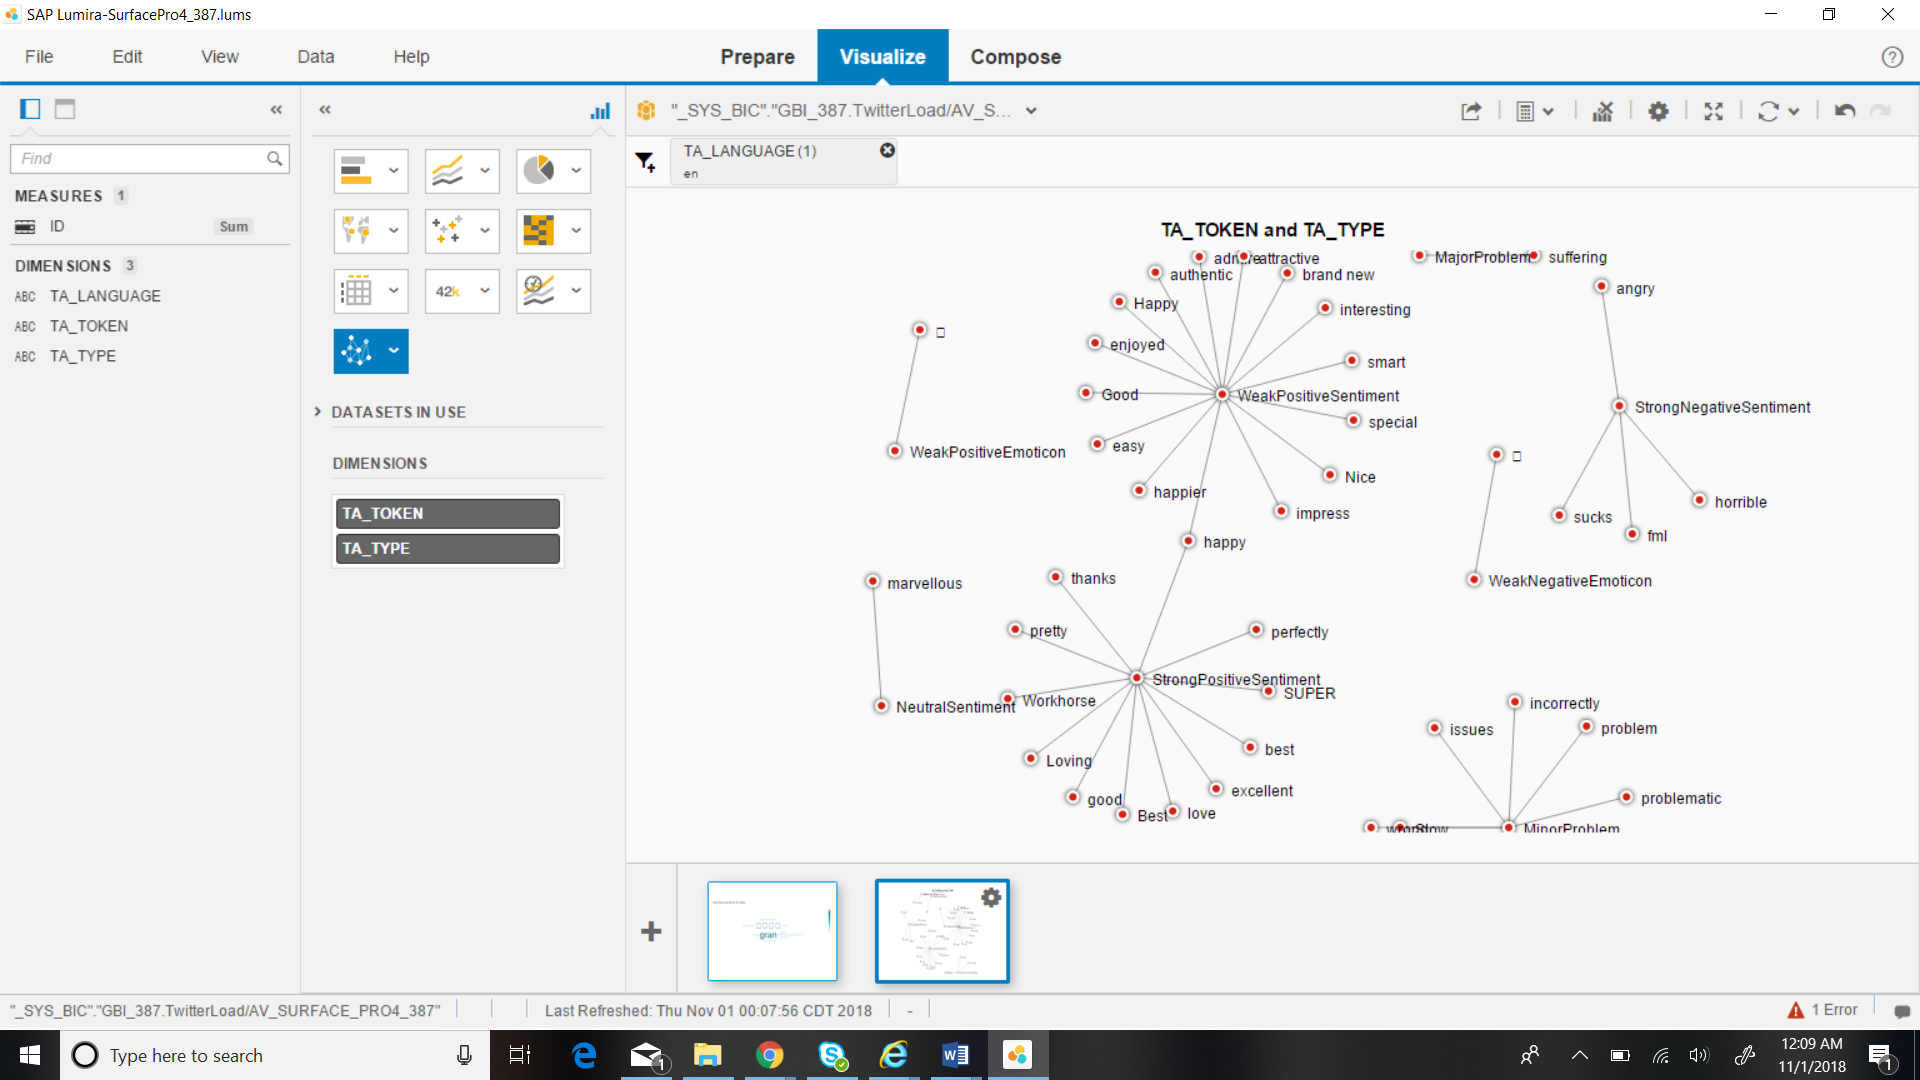 SAP Lumira-SurfacePro4_387.lums
File Edit View Data Help Prepare Visualize Compose
"_SYS_BIC"."GBI_387.TwitterLoad/AV_S...
Find
MEASURES 1
ID Sum
DIMENSIONS 3
ABC TA_LANGUAGE
ABC TA_TOKEN
ABC TA_TYPE
42k
DATASETS IN USE
DIMENSIONS
TA_TOKEN
TA_TYPE
TA_LANGUAGE (1)
en
TA_TOKEN and TA_TYPE
attractive
MajorProblem
suffering
authentic
brand new
angry
Happy
interesting
enjoyed
smart
Good
WeakPositiveSentiment
StrongNegativeSentiment
special
easy
WeakPositiveEmoticon
Nice
happier
horrible
impress
sucks
fml
happy
thanks
WeakNegativeEmoticon
marvellous
pretty
perfectly
StrongPositiveSentiment
SUPER
Workhorse
NeutralSentiment
incorrectly
issues
problem
best
Loving
excellent
good
problematic
Best
love
Slow
MinorProblem
gran
"_SYS_BIC"."GBI_387.TwitterLoad/AV_SURFACE_PRO4_387"
Last Refreshed: Thu Nov 01 00:07:56 CDT 2018
-
1 Error
Type here to search
1
12:09 AM
11/1/2018
1